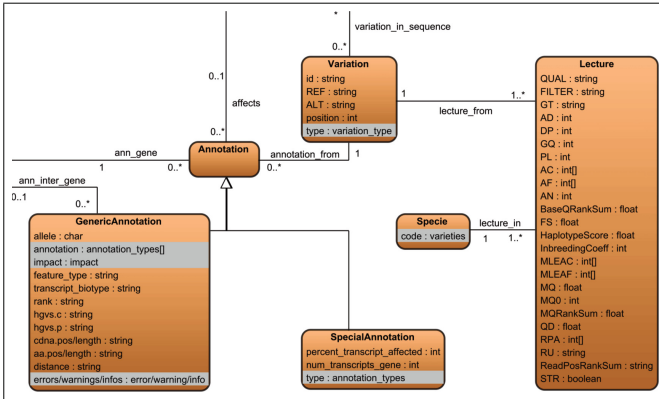 *
variation_in_sequence
0..*
0..1
affects
0..*
Variation
id : string
REF : string
ALT : string
position : int
type : variation_type
1
1..*
lecture_from
1
annotation_from
0..*
Annotation
ann_gene
1
0..*
ann_inter_gene
0..1
0..*
GenericAnnotation
allele : char
annotation : annotation_types[]
impact : impact
feature_type : string
transcript_biotype : string
rank : string
hgvs.c : string
hgvs.p : string
cdna.pos/length : string
aa.pos/length : string
distance : string
errors/warnings/infos : error/warning/info
SpecialAnnotation
percent_transcript_affected : int
num_transcripts_gene : int
type : annotation_types
Specie
code : varieties
lecture_in
1
1..*
Lecture
QUAL : string
FILTER : string
GT : string
AD : int
DP : int
GQ : int
PL : int
AC : int[]
AF : int[]
AN : int
BaseQRankSum : float
FS : float
HaplotypeScore : float
InbreedingCoeff : int
MLEAC : int[]
MLEAF : int[]
MQ : float
MQ0 : int
MQRankSum : float
QD : float
RPA : int[]
RU : string
ReadPosRankSum : string
STR : boolean